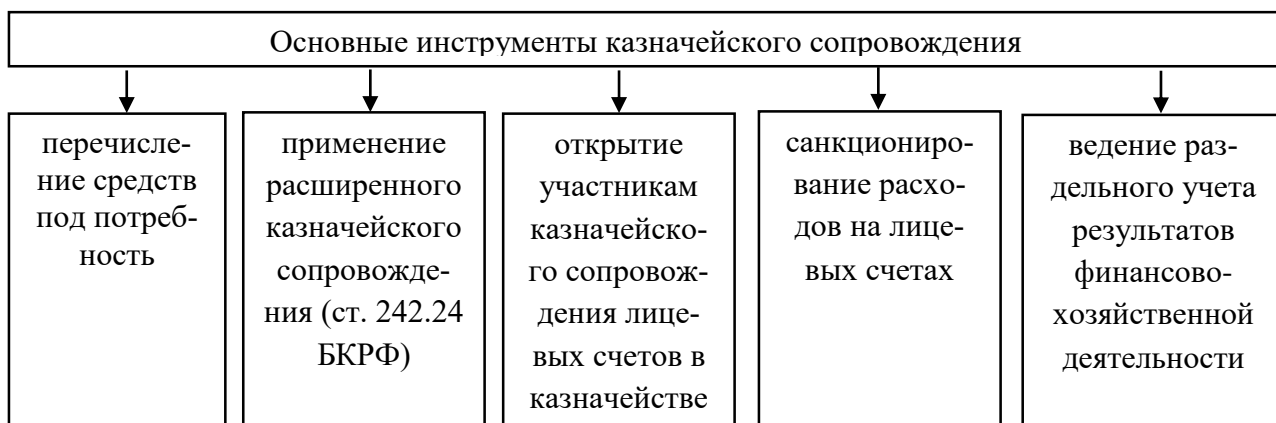 Основные инструменты казначейского сопровождения
перечисле-
ние средств
под потреб-
ность
применение
расширенного
казначейского
сопровожде-
ния (ст. 242.24
БКРФ)
открытие
участникам
казначейско-
го сопровож-
дения лице-
вых счетов в
казначействе
санкциониро-
вание расхо-
дов на лице-
вых счетах
ведение раз-
дельного учета
результатов
финансово-
хозяйственной
деятельности